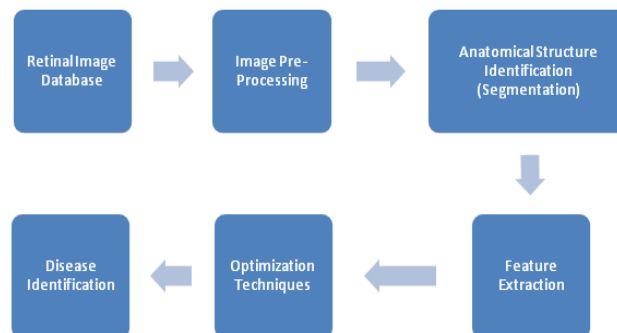 Retinal Image
Database
Image Pre-
Processing
Anatomical Structure
Identification
(Segmentation)
Feature
Extraction
Optimization
Techniques
Disease
Identification